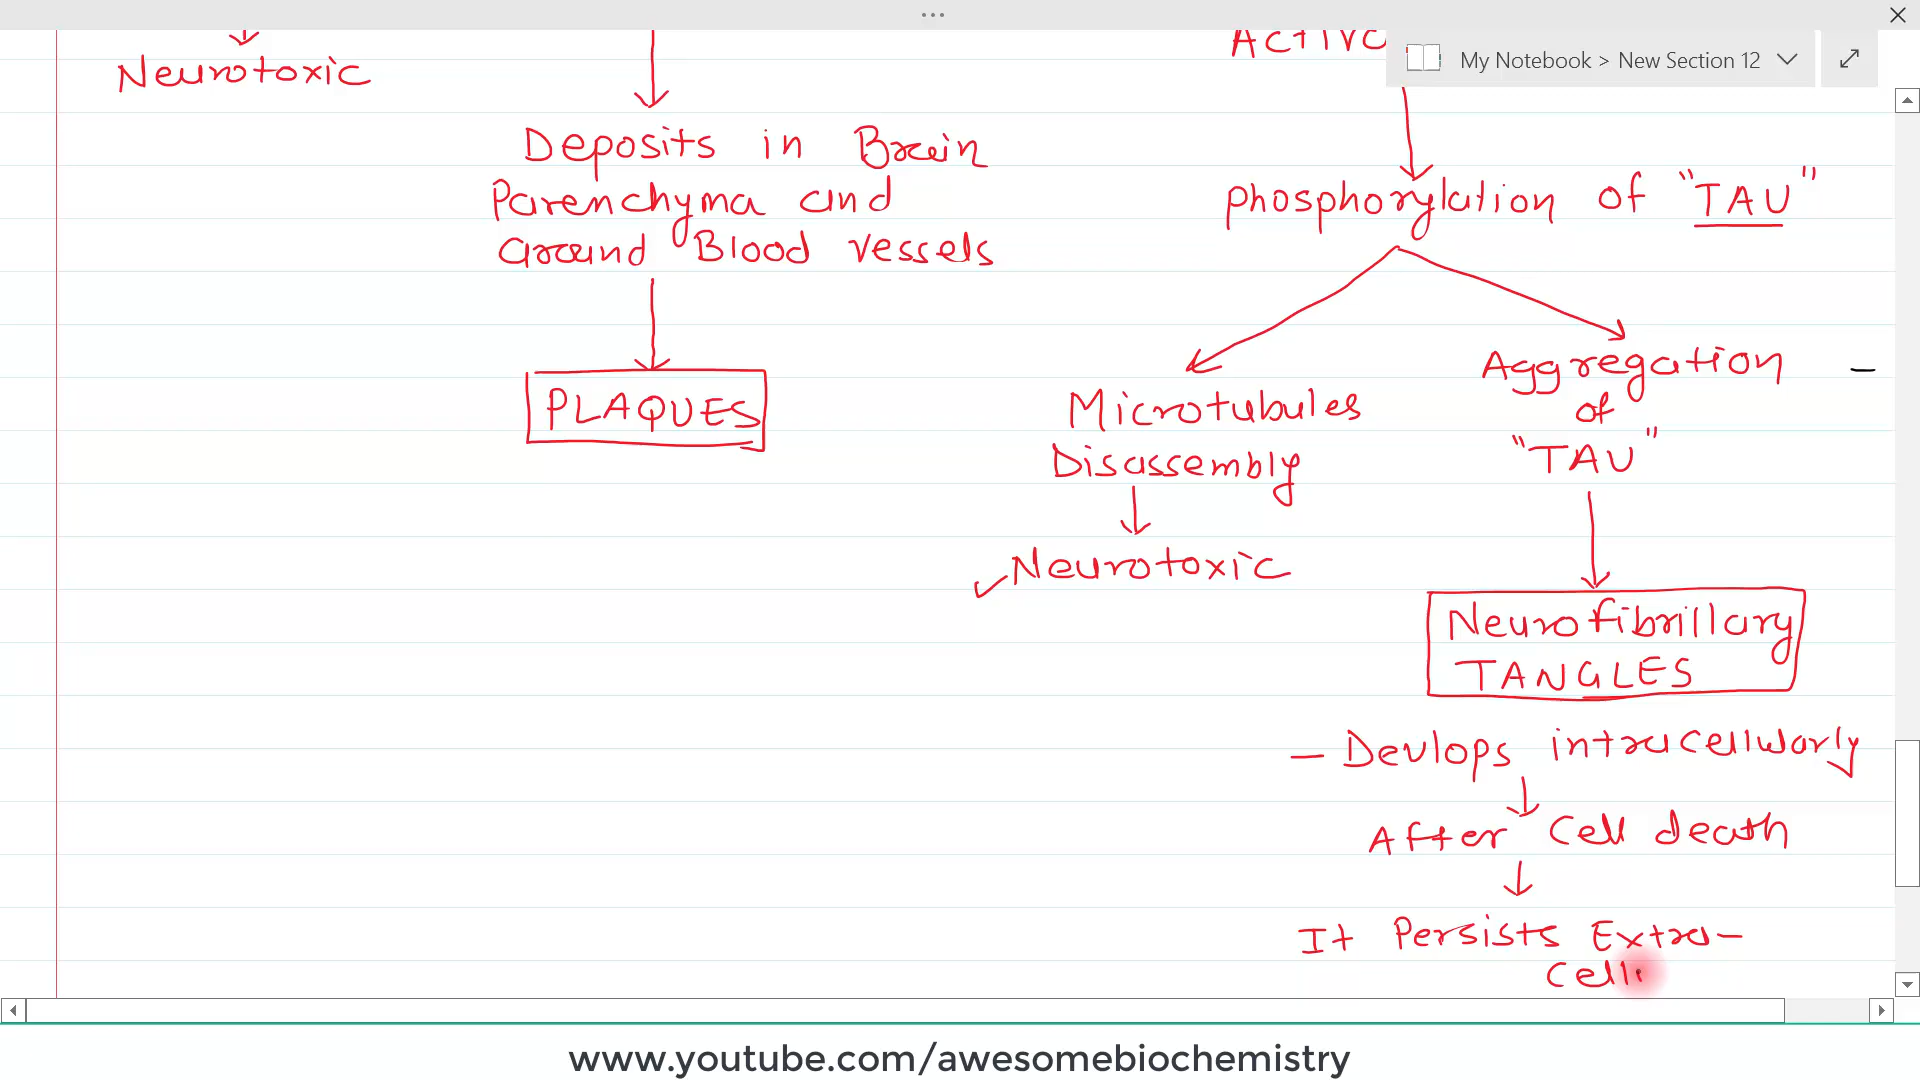 My Notebook > New Section 12
Neurotoxic
Deposits in Brain
Parenchyma and
around Blood vessels
PLAQUES
Phosphorylation of "TAU"
Microtubules
Disassembly
Neurotoxic
Aggregation
of
"TAU"
Neurofibrillary
TANGLES
- Devlops intracellularly
After Cell death
It Persists Extra-
Cell
www.youtube.com/awesomebiochemistry